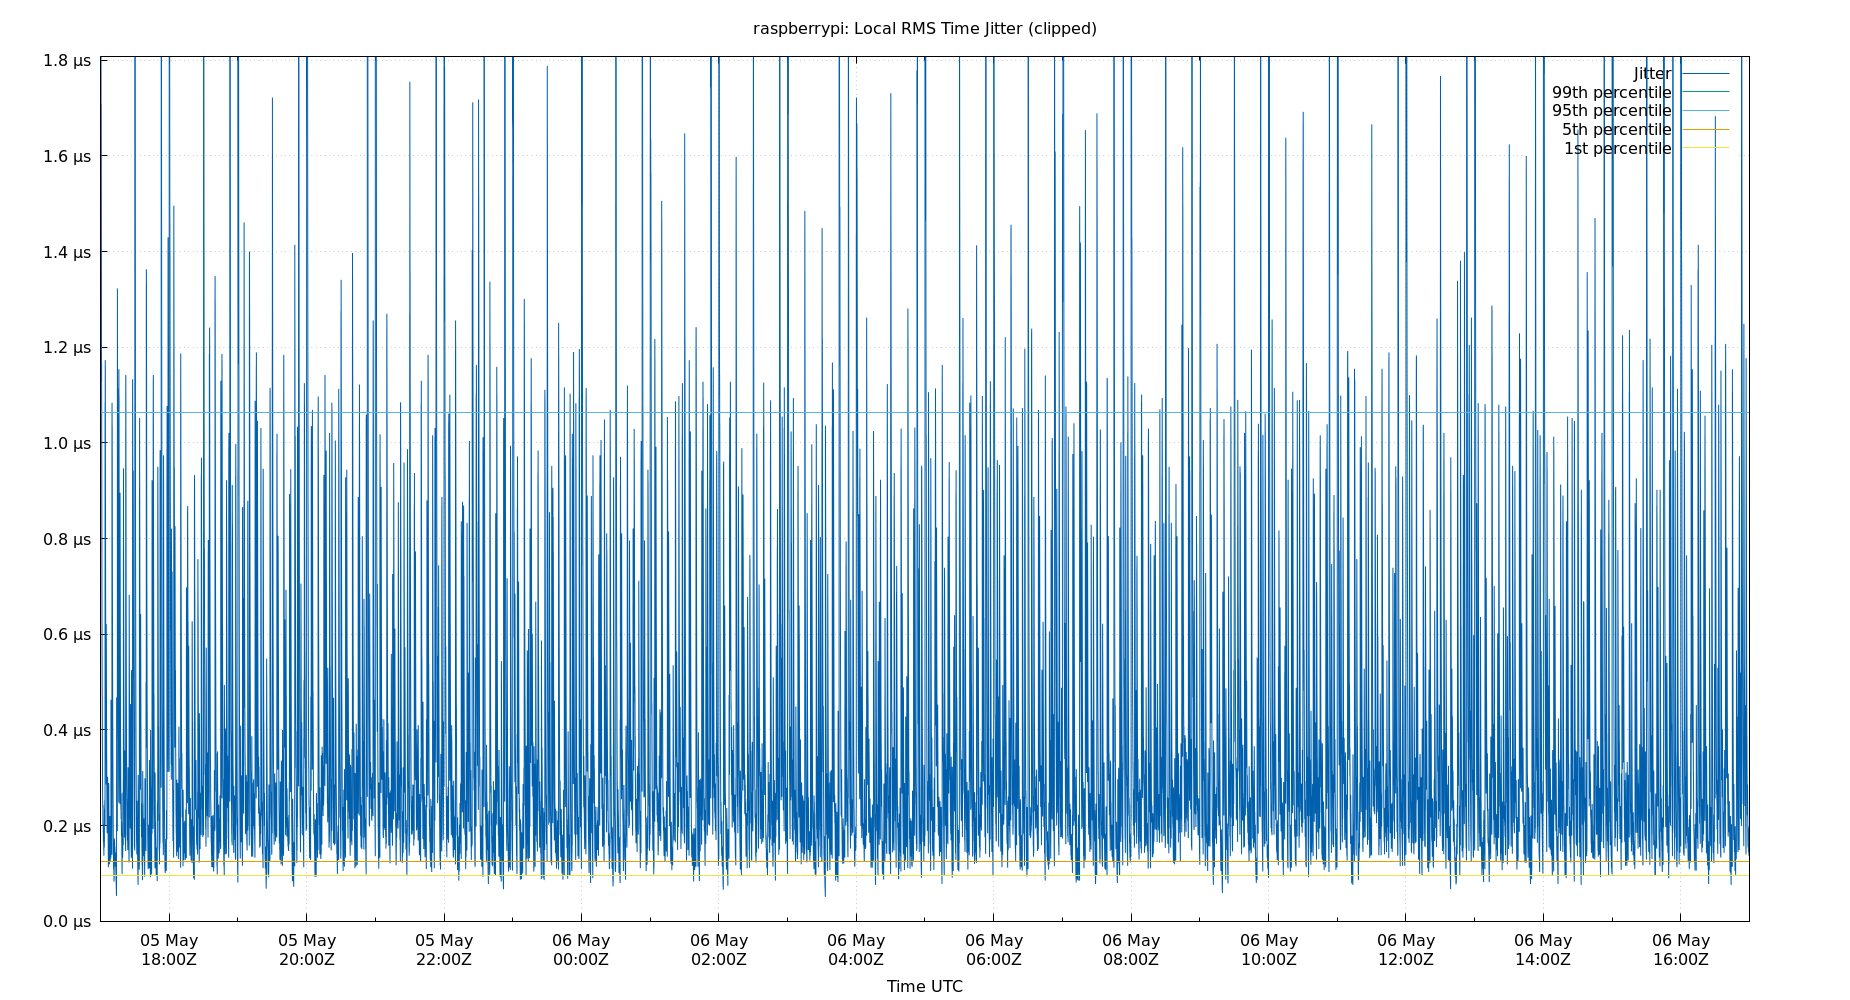 raspberrypi: Local RMS Time Jitter (clipped)
1.8 µs
1.6 µs
1.4 µs
1.2 µs
1.0 µs
0.8 µs
0.6 µs
0.4 µs
0.2 µs
0.0 µs
Jitter
99th percentile
95th percentile
5th percentile
1st percentile
05 May 05 May 05 May 06 May 06 May 06 May 06 May 06 May 06 May 06 May 06 May 06 May
18:00Z 20:00Z 22:00Z 00:00Z 02:00Z 04:00Z 06:00Z 08:00Z 10:00Z 12:00Z 14:00Z 16:00Z
Time UTC